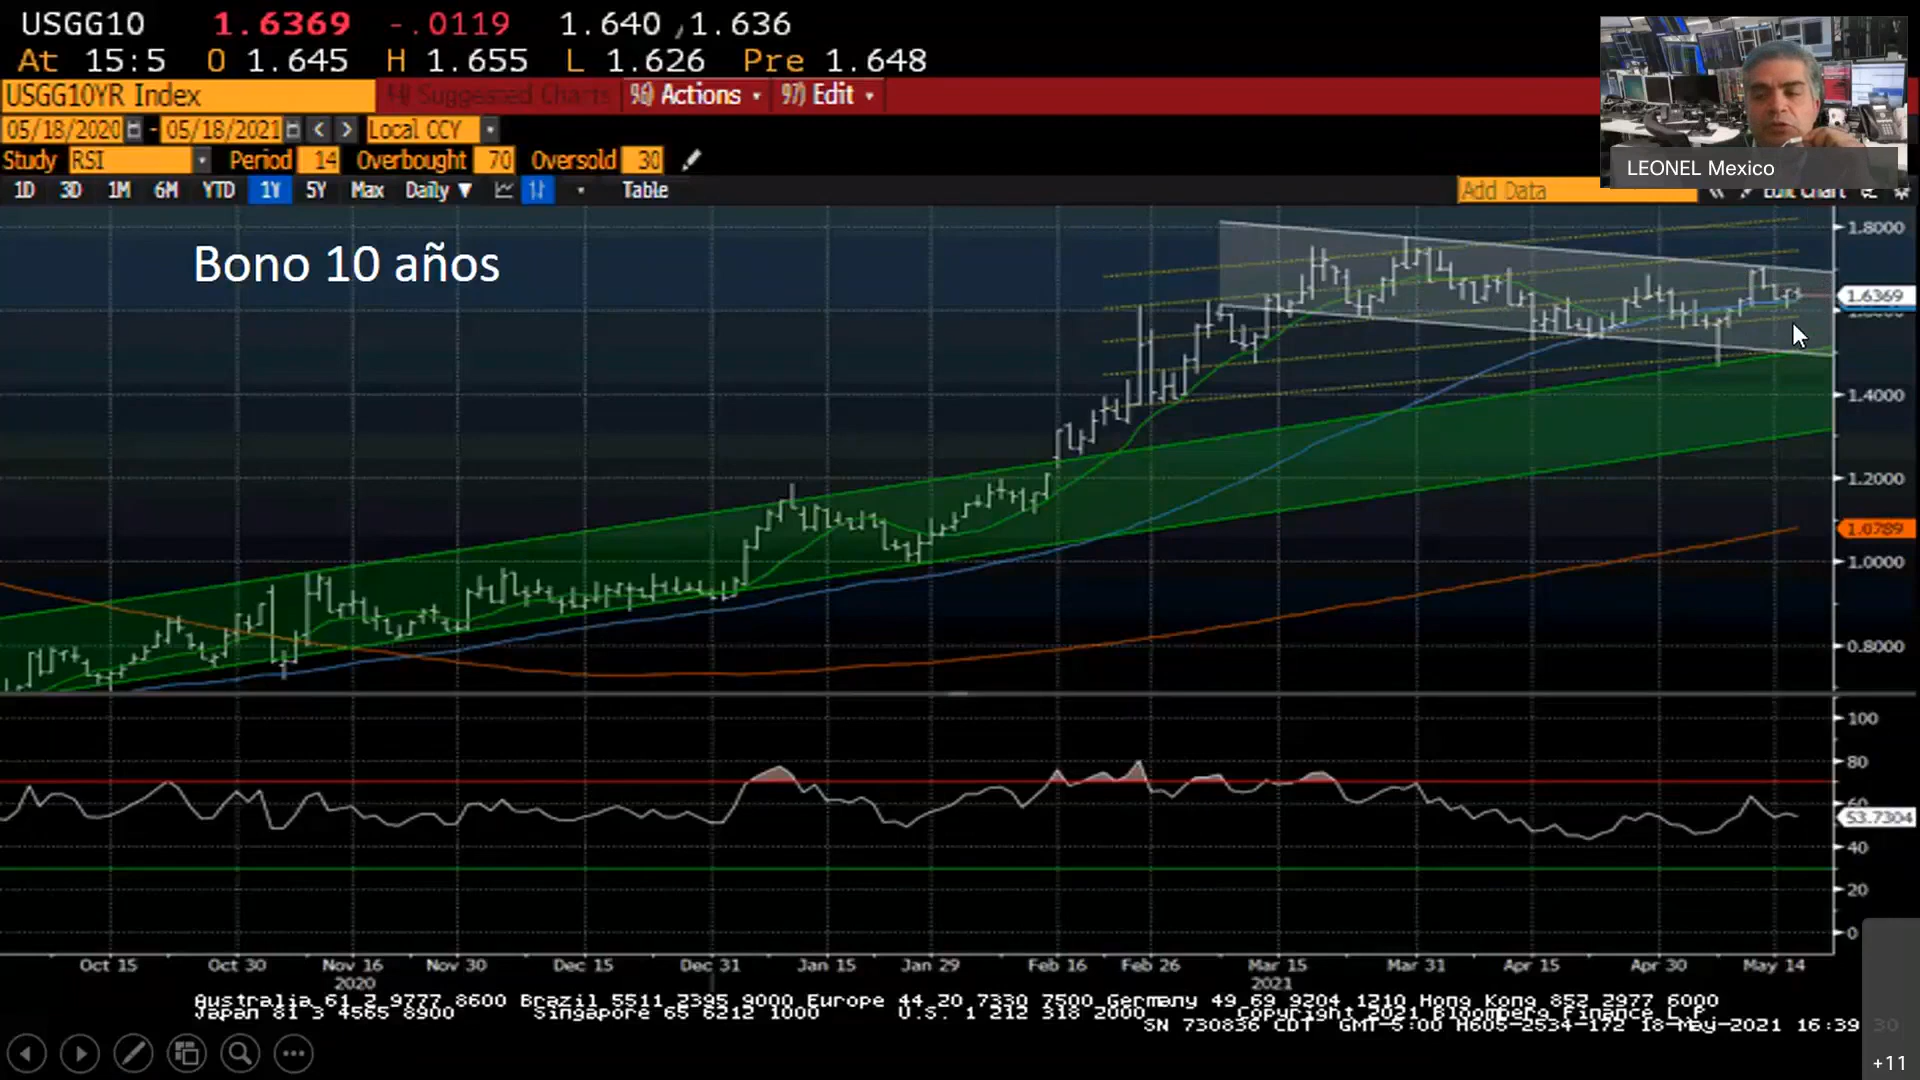 USGG10 1.6369 -.0119 1.640 /1.636
At 15:5 O 1.645 H 1.655 L 1.626 Pre 1.648
USGG10YR Index 94) Suggested Charts 96) Actions 97) Edit
05/18/2020 - 05/18/2021 < > Local CCY
Study RSI Period 14 Overbought 70 Oversold 30
1D 3D 1M 6M YTD 1Y 5Y Max Daily Table Add Data Edit Chart
LEONEL Mexico
Bono 10 años
1.8000
1.6369
1.4000
1.2000
1.0789
1.0000
0.8000
100
80
60
53.7304
40
20
0
Oct 15 Oct 30 Nov 16 Nov 30 Dec 15 Dec 31 Jan 15 Jan 29 Feb 16 Feb 26 Mar 15 Mar 31 Apr 15 Apr 30 May 14
2020 2021
Australia 61 2 9777 8600 Brazil 5511 2395 9000 Europe 44 20 7330 7500 Germany 49 69 9204 1210 Hong Kong 852 2977 6000
Japan 81 3 4565 8900 Singapore 65 6212 1000 U.S. 1 212 318 2000 Copyright 2021 Bloomberg Finance L.P.
SN 730836 CDT GMT-5:00 H605-2534-172 18-May-2021 16:39 30
+11